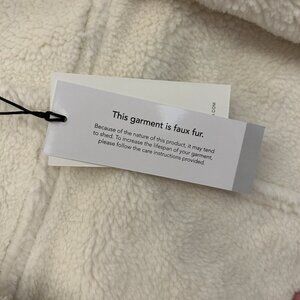 This garment is faux fur.
Because of the nature of this product, it may tend
to shed. To increase the lifespan of your garment,
please follow the care instructions provided.
.COM